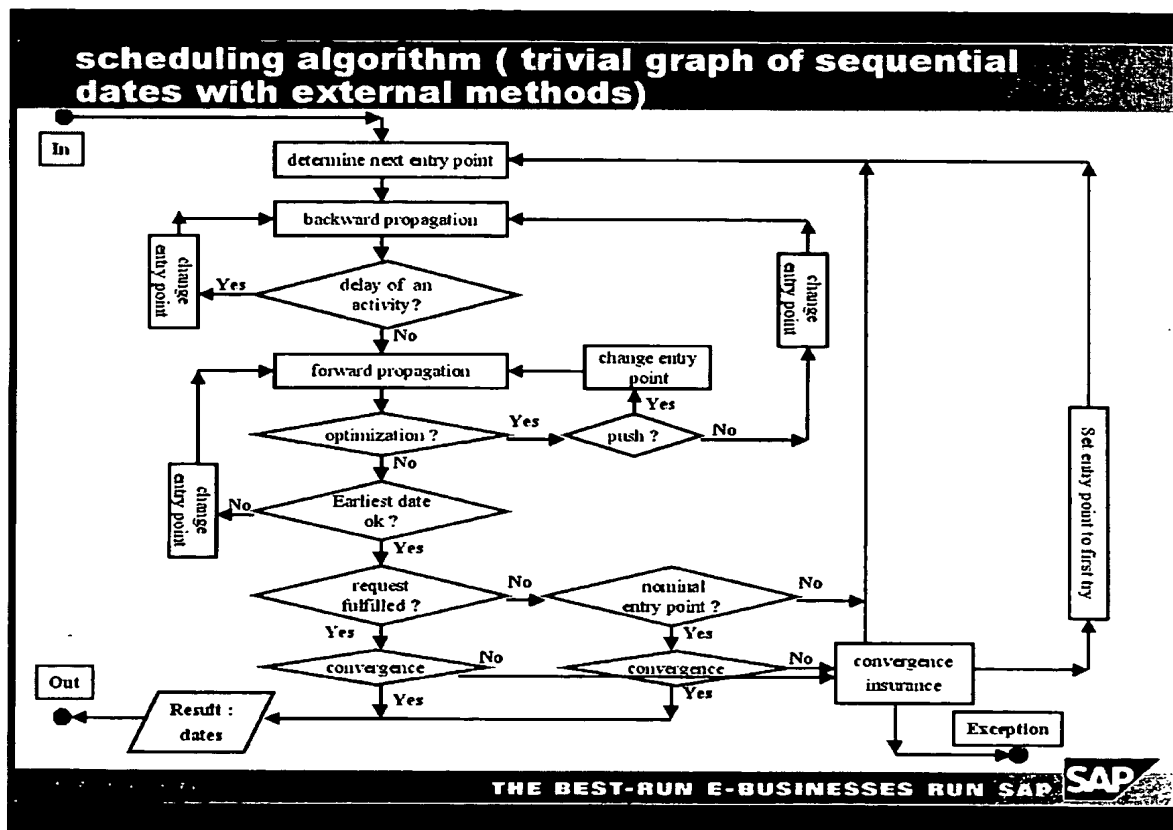 scheduling algorithm ( trivial graph of sequential
dates with external methods)
In
determine next entry point
backward propagation
change
entry point
Yes
delay of an
activity?
change
entry point
No
forward propagation
change entry
point
Yes
optimization ?
Yes
push ?
No
No
change
entry point
No
Earliest date
ok ?
Set entry point to first try
Yes
request
fulfilled ?
No
nominal
entry point ?
No
Yes
Yes
convergence
No
convergence
No
convergence
insurance
Out
Yes
Yes
Result :
dates
Exception
THE BEST-RUN E-BUSINESSES RUN SAP
SAP